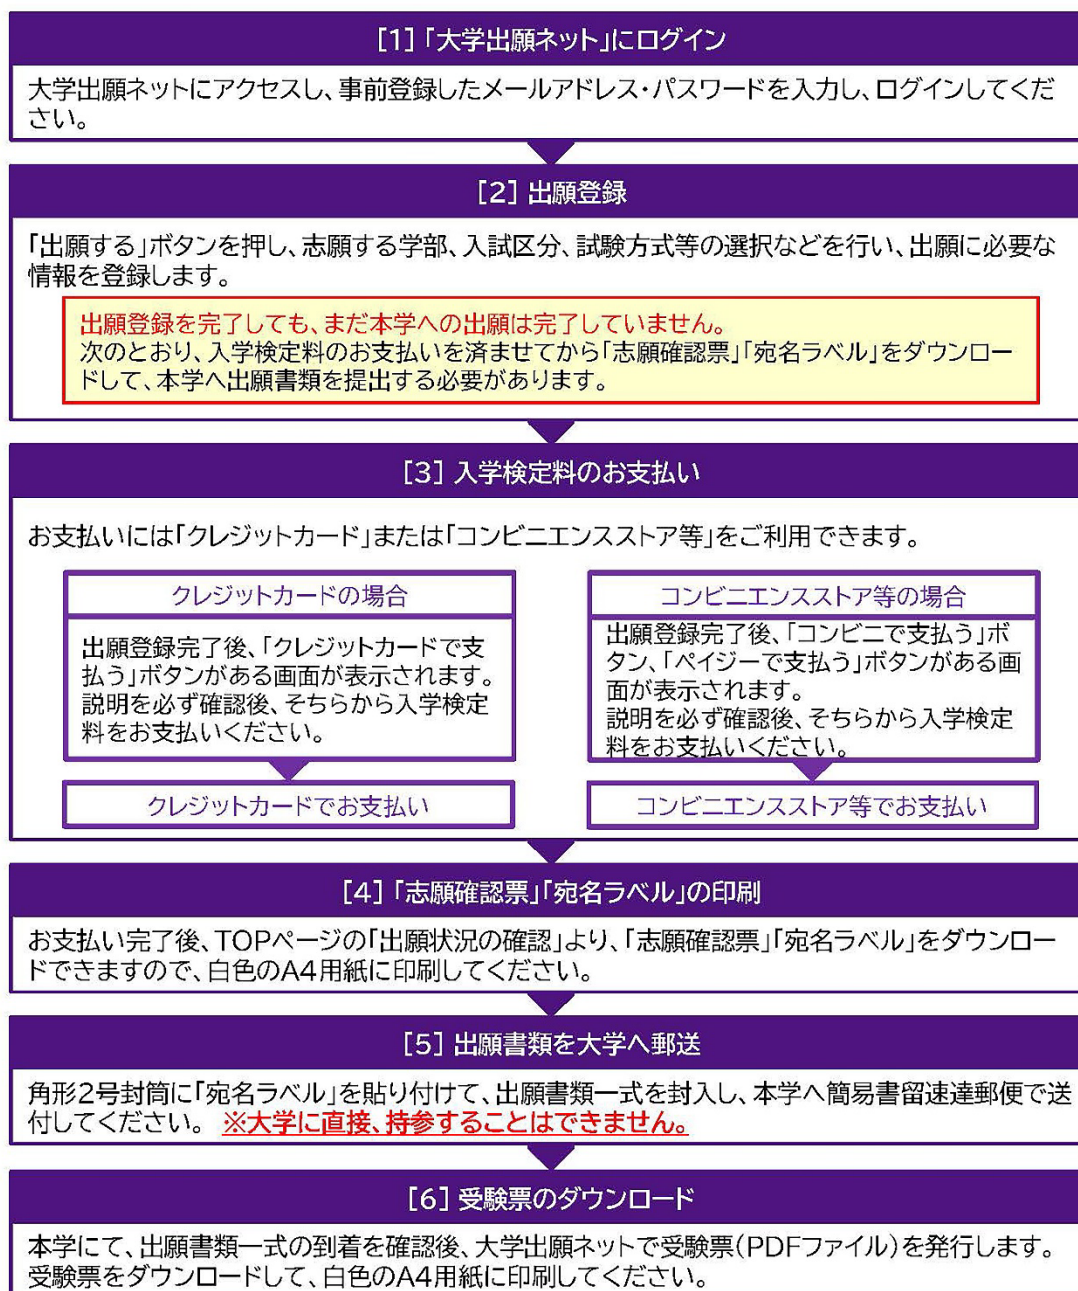 [1]「大学出願ネット」にログイン
大学出願ネットにアクセスし、事前登録したメールアドレス・パスワードを入力し、ログインしてくだ
さい。
[2] 出願登録
「出願する」ボタンを押し、志願する学部、入試区分、試験方式等の選択などを行い、出願に必要な
情報を登録します。
出願登録を完了しても、まだ本学への出願は完了していません。
次のとおり、入学検定料のお支払いを済ませてから「志願確認票」「宛名ラベル」をダウンロー
ドして、本学へ出願書類を提出する必要があります。
[3] 入学検定料のお支払い
お支払いには「クレジットカード」または「コンビニエンスストア等」をご利用できます。
クレジットカードの場合
出願登録完了後、「クレジットカードで支
払う」ボタンがある画面が表示されます。
説明を必ず確認後、そちらから入学検定
料をお支払いください。
クレジットカードでお支払い
コンビニエンスストア等の場合
出願登録完了後、「コンビニで支払う」ボ
タン、「ペイジーで支払う」ボタンがある画
面が表示されます。
説明を必ず確認後、そちらから入学検定
料をお支払いください。
コンビニエンスストア等でお支払い
[4]「志願確認票」「宛名ラベル」の印刷
お支払い完了後、TOPページの「出願状況の確認」より、「志願確認票」「宛名ラベル」をダウンロー
ドできますので、白色のA4用紙に印刷してください。
[5] 出願書類を大学へ郵送
角形2号封筒に「宛名ラベル」を貼り付けて、出願書類一式を封入し、本学へ簡易書留速達郵便で送
付してください。 ※大学に直接、持参することはできません。
[6] 受験票のダウンロード
本学にて、出願書類一式の到着を確認後、大学出願ネットで受験票(PDFファイル)を発行します。
受験票をダウンロードして、白色のA4用紙に印刷してください。